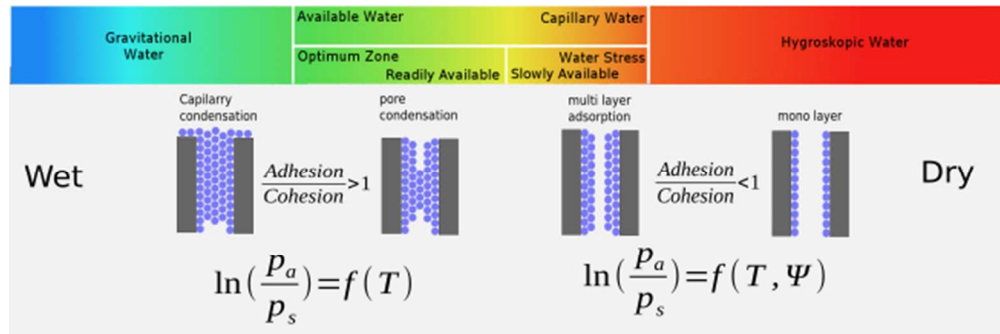 Gravitational
Water
Available Water
Capillary Water
Optimum Zone
Readily Available
Water Stress
Slowly Available
Hygroskopic Water
Wet
Capilarry
condensation
Adhesion
Cohesion
>1
pore
condensation
multi layer
adsorption
Adhesion
Cohesion
<1
mono layer
Dry
ln(pa/ps)=f(T)
ln(pa/ps)=f(T,Ψ)